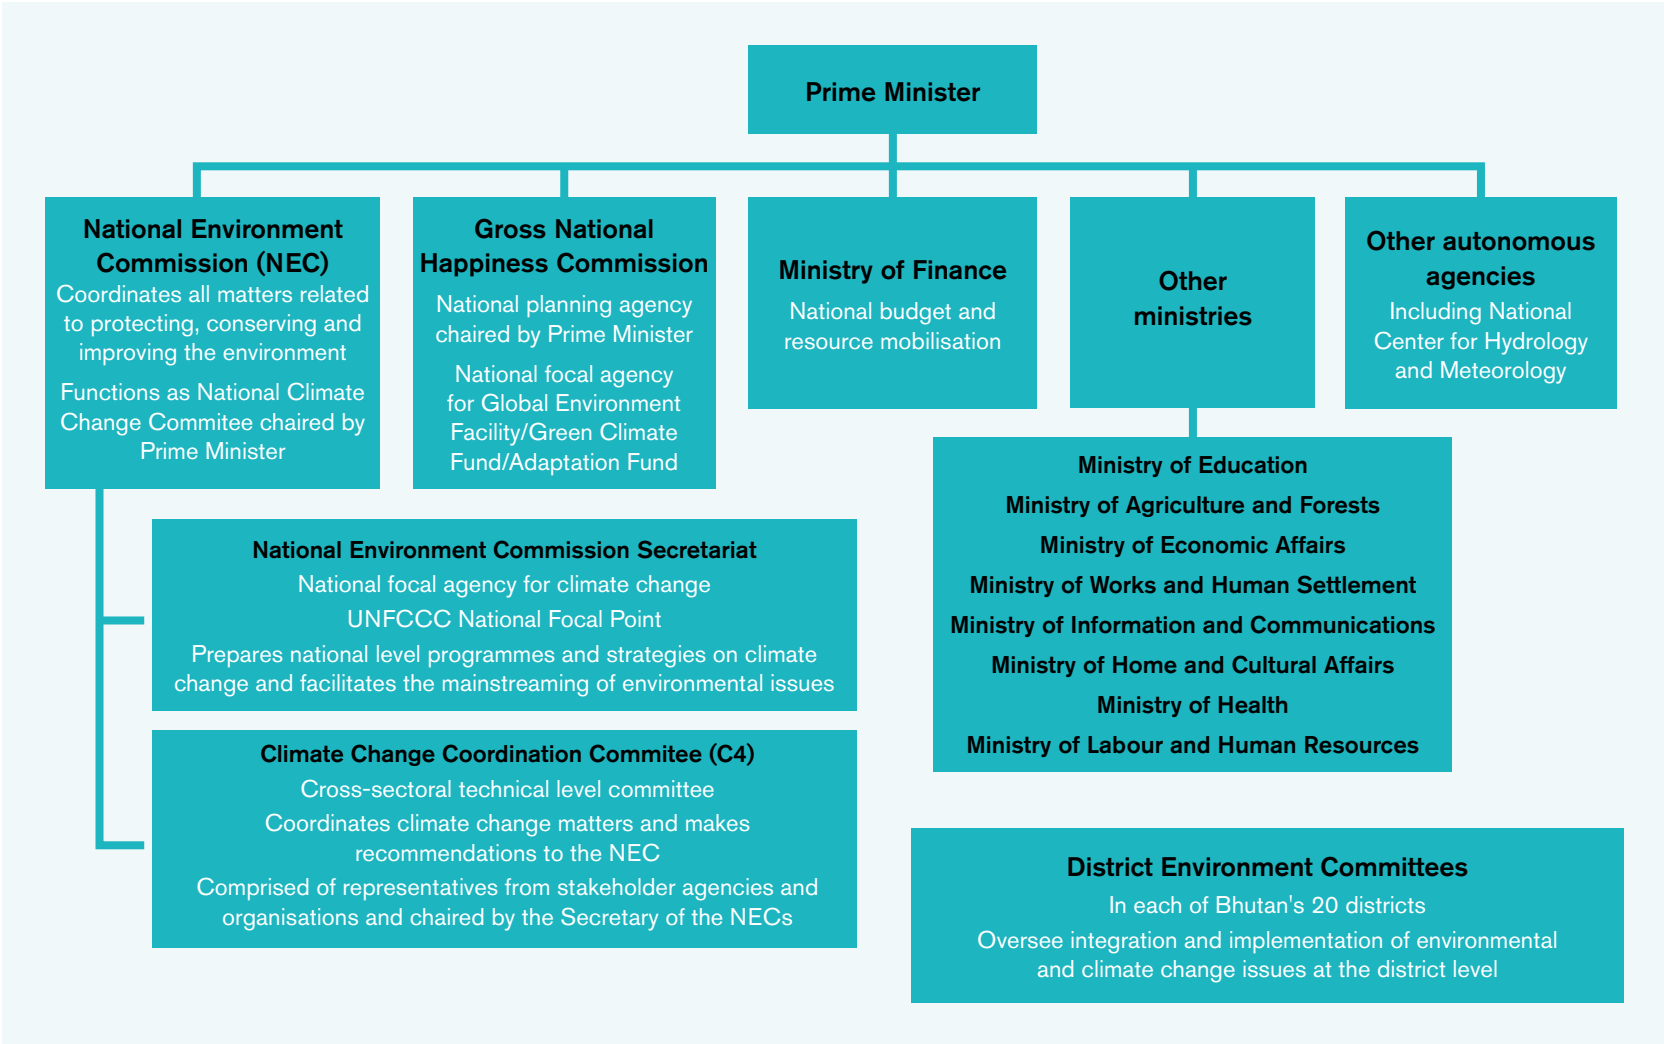 Prime Minister
National Environment
Commission (NEC)
Coordinates all matters related
to protecting, conserving and
improving the environment
Functions as National Climate
Change Commitee chaired by
Prime Minister
Gross National
Happiness Commission
National planning agency
chaired by Prime Minister
National focal agency
for Global Environment
Facility/Green Climate
Fund/Adaptation Fund
Ministry of Finance
National budget and
resource mobilisation
Other
ministries
Other autonomous
agencies
Including National
Center for Hydrology
and Meteorology
National Environment Commission Secretariat
National focal agency for climate change
UNFCCC National Focal Point
Prepares national level programmes and strategies on climate
change and facilitates the mainstreaming of environmental issues
Climate Change Coordination Commitee (C4)
Cross-sectoral technical level committee
Coordinates climate change matters and makes
recommendations to the NEC
Comprised of representatives from stakeholder agencies and
organisations and chaired by the Secretary of the NECs
Ministry of Education
Ministry of Agriculture and Forests
Ministry of Economic Affairs
Ministry of Works and Human Settlement
Ministry of Information and Communications
Ministry of Home and Cultural Affairs
Ministry of Health
Ministry of Labour and Human Resources
District Environment Committees
In each of Bhutan's 20 districts
Oversee integration and implementation of environmental
and climate change issues at the district level